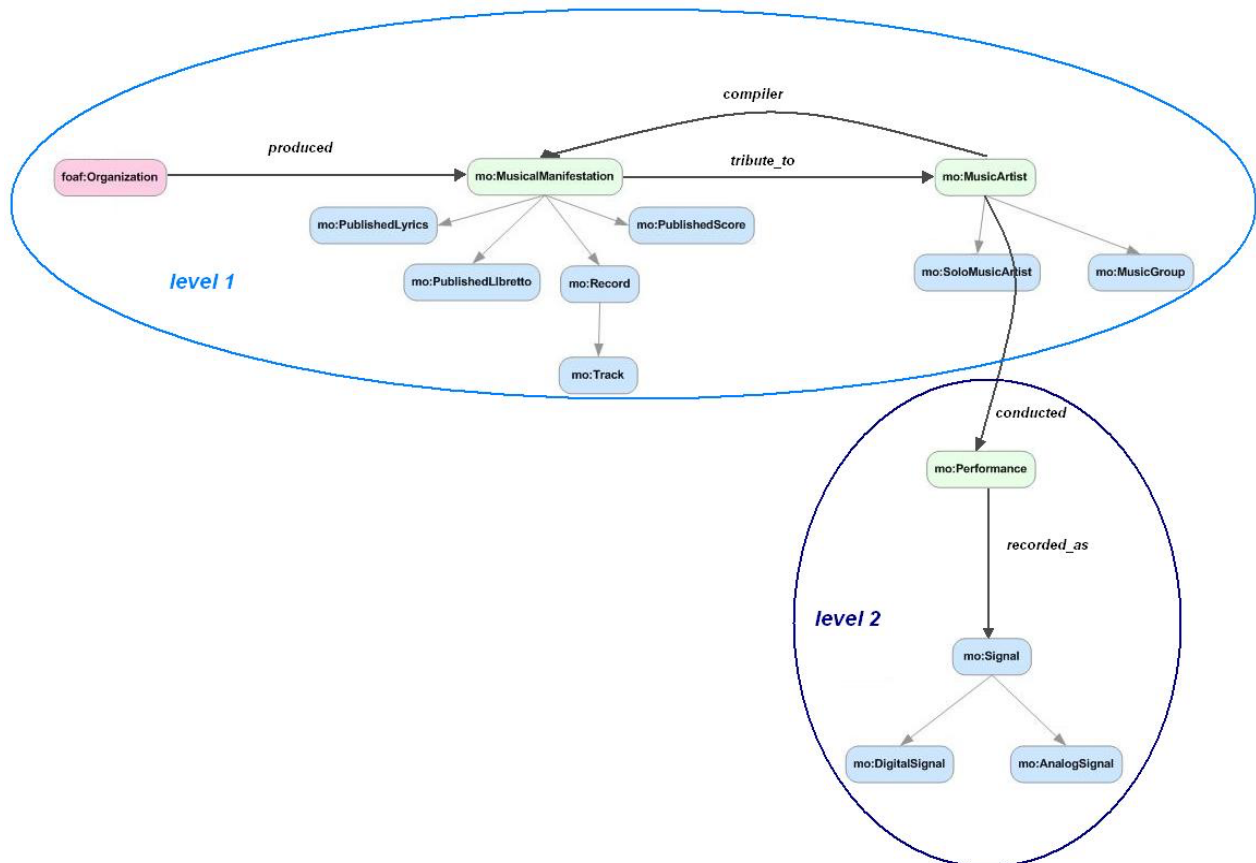 compiler
produced
tribute_to
foaf:Organization
mo:MusicalManifestation
mo:MusicArtist
mo:PublishedLyrics
mo:PublishedScore
mo:PublishedLIbretto
mo:Record
mo:SoloMusicArtist
mo:MusicGroup
level 1
mo:Track
conducted
mo:Performance
recorded_as
level 2
mo:Signal
mo:DigitalSignal
mo:AnalogSignal